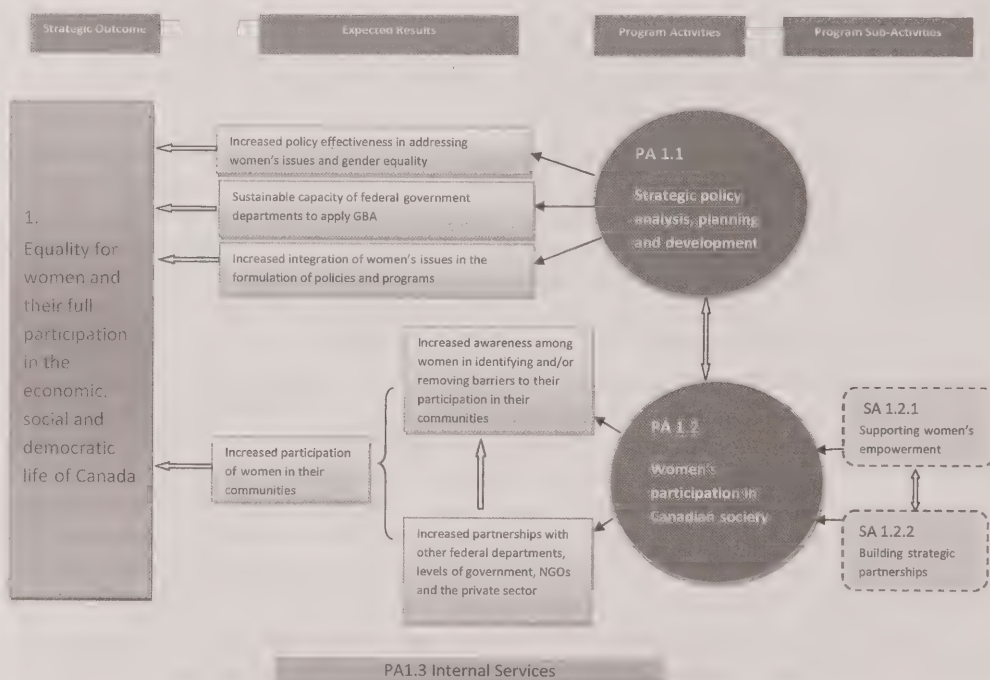 Strategic Outcome
Expected Results
Program Activities
Program Sub-Activities
1.
Equality for
women and
their full
participation
in the
economic,
social and
democratic
life of Canada
Increased policy effectiveness in addressing
women's issues and gender equality
Sustainable capacity of federal government
departments to apply GBA
Increased integration of women's issues in the
formulation of policies and programs
PA 1.1
Strategic policy
analysis, planning
and development
Increased participation
of women in their
communities
Increased awareness among
women in identifying and/or
removing barriers to their
participation in their
communities
Increased partnerships with
other federal departments,
levels of government, NGOs
and the private sector
PA 1.2
Women's
participation in
Canadian society
SA 1.2.1
Supporting women's
empowerment
SA 1.2.2
Building strategic
partnerships
PA1.3 Internal Services